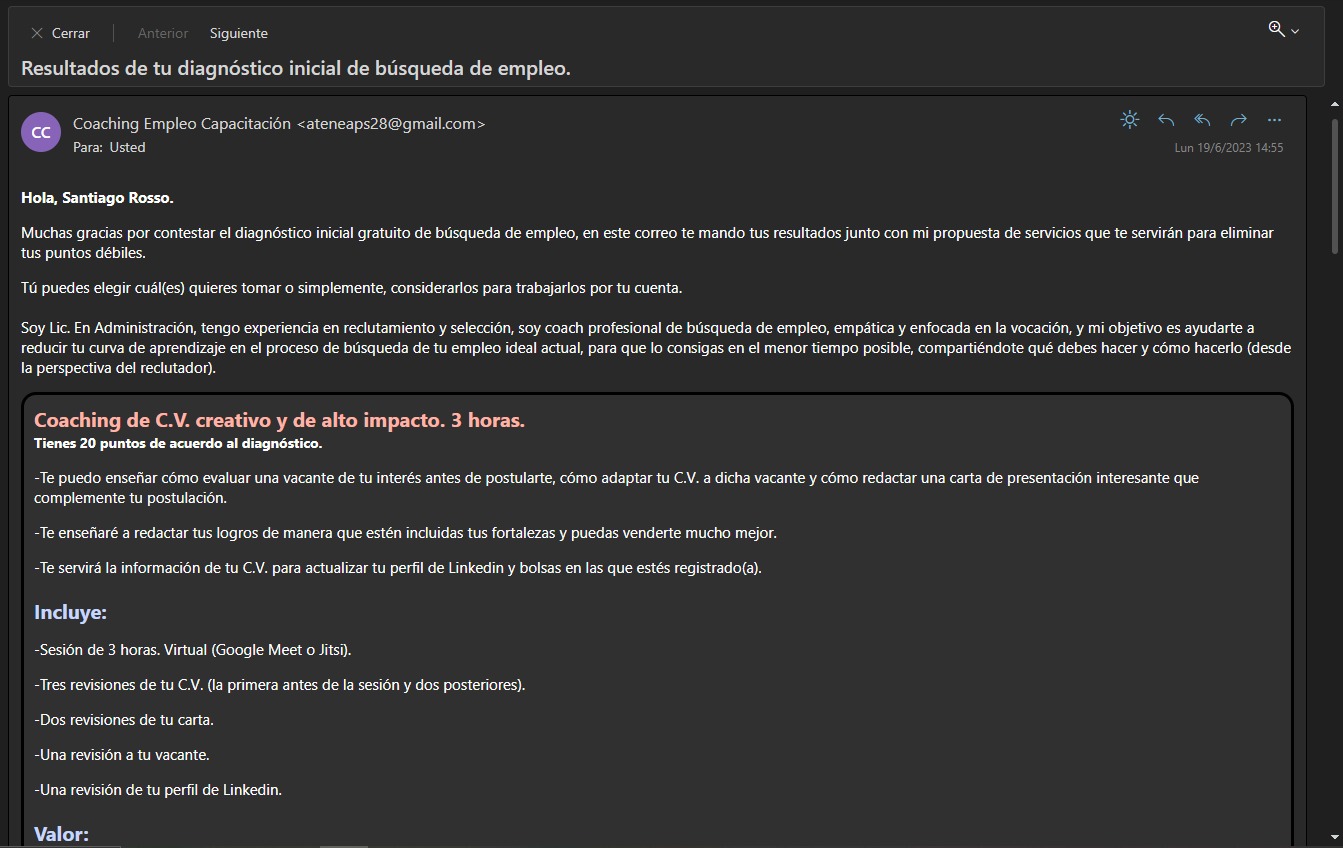 Cerrar
Anterior
Siguiente
Resultados de tu diagnóstico inicial de búsqueda de empleo.
CC
Coaching Empleo Capacitación <ateneaps28@gmail.com>
Para: Usted
Lun 19/6/2023 14:55
Hola, Santiago Rosso.
Muchas gracias por contestar el diagnóstico inicial gratuito de búsqueda de empleo, en este correo te mando tus resultados junto con mi propuesta de servicios que te servirán para eliminar
tus puntos débiles.
Tú puedes elegir cuál(es) quieres tomar o simplemente, considerarlos para trabajarlos por tu cuenta.
Soy Lic. En Administración, tengo experiencia en reclutamiento y selección, soy coach profesional de búsqueda de empleo, empática y enfocada en la vocación, y mi objetivo es ayudarte a
reducir tu curva de aprendizaje en el proceso de búsqueda de tu empleo ideal actual, para que lo consigas en el menor tiempo posible, compartiéndote qué debes hacer y cómo hacerlo (desde
la perspectiva del reclutador).
Coaching de C.V. creativo y de alto impacto. 3 horas.
Tienes 20 puntos de acuerdo al diagnóstico.
-Te puedo enseñar cómo evaluar una vacante de tu interés antes de postularte, cómo adaptar tu C.V. a dicha vacante y cómo redactar una carta de presentación interesante que
complemente tu postulación.
-Te enseñaré a redactar tus logros de manera que estén incluidas tus fortalezas y puedas venderte mucho mejor.
-Te servirá la información de tu C.V. para actualizar tu perfil de Linkedin y bolsas en las que estés registrado(a).
Incluye:
-Sesión de 3 horas. Virtual (Google Meet o Jitsi).
-Tres revisiones de tu C.V. (la primera antes de la sesión y dos posteriores).
-Dos revisiones de tu carta.
-Una revisión a tu vacante.
-Una revisión de tu perfil de Linkedin.
Valor: